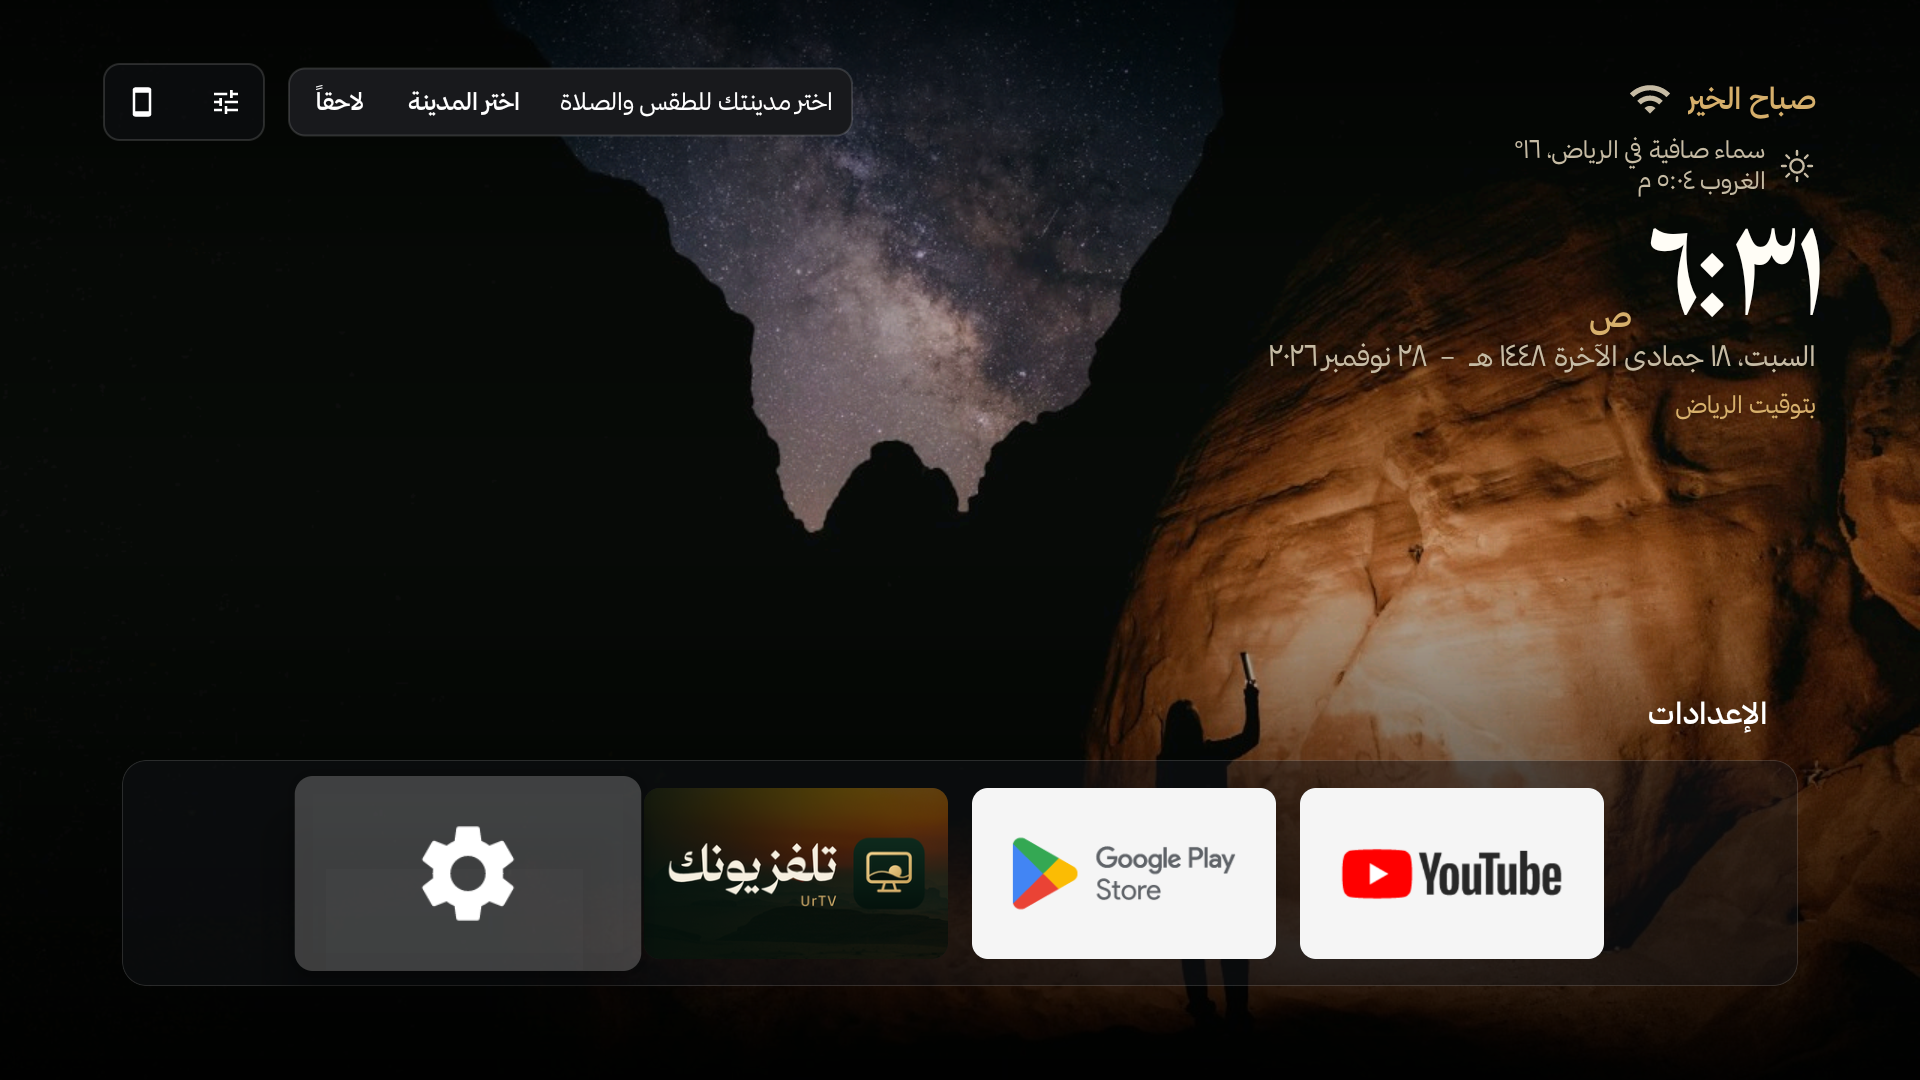 صباح الخير
سماء صافية في الرياض، ١٦°
الغروب ٥:٠٤ م
٦:٣١ ص
السبت، ١٨ جمادى الآخرة ١٤٤٨ هـ – ٢٨ نوفمبر ٢٠٢٦
بتوقيت الرياض
اختر مدينتك للطقس والصلاة اختر المدينة لاحقاً
الإعدادات
YouTube
Google Play
Store
تلفزيونك
UrTV